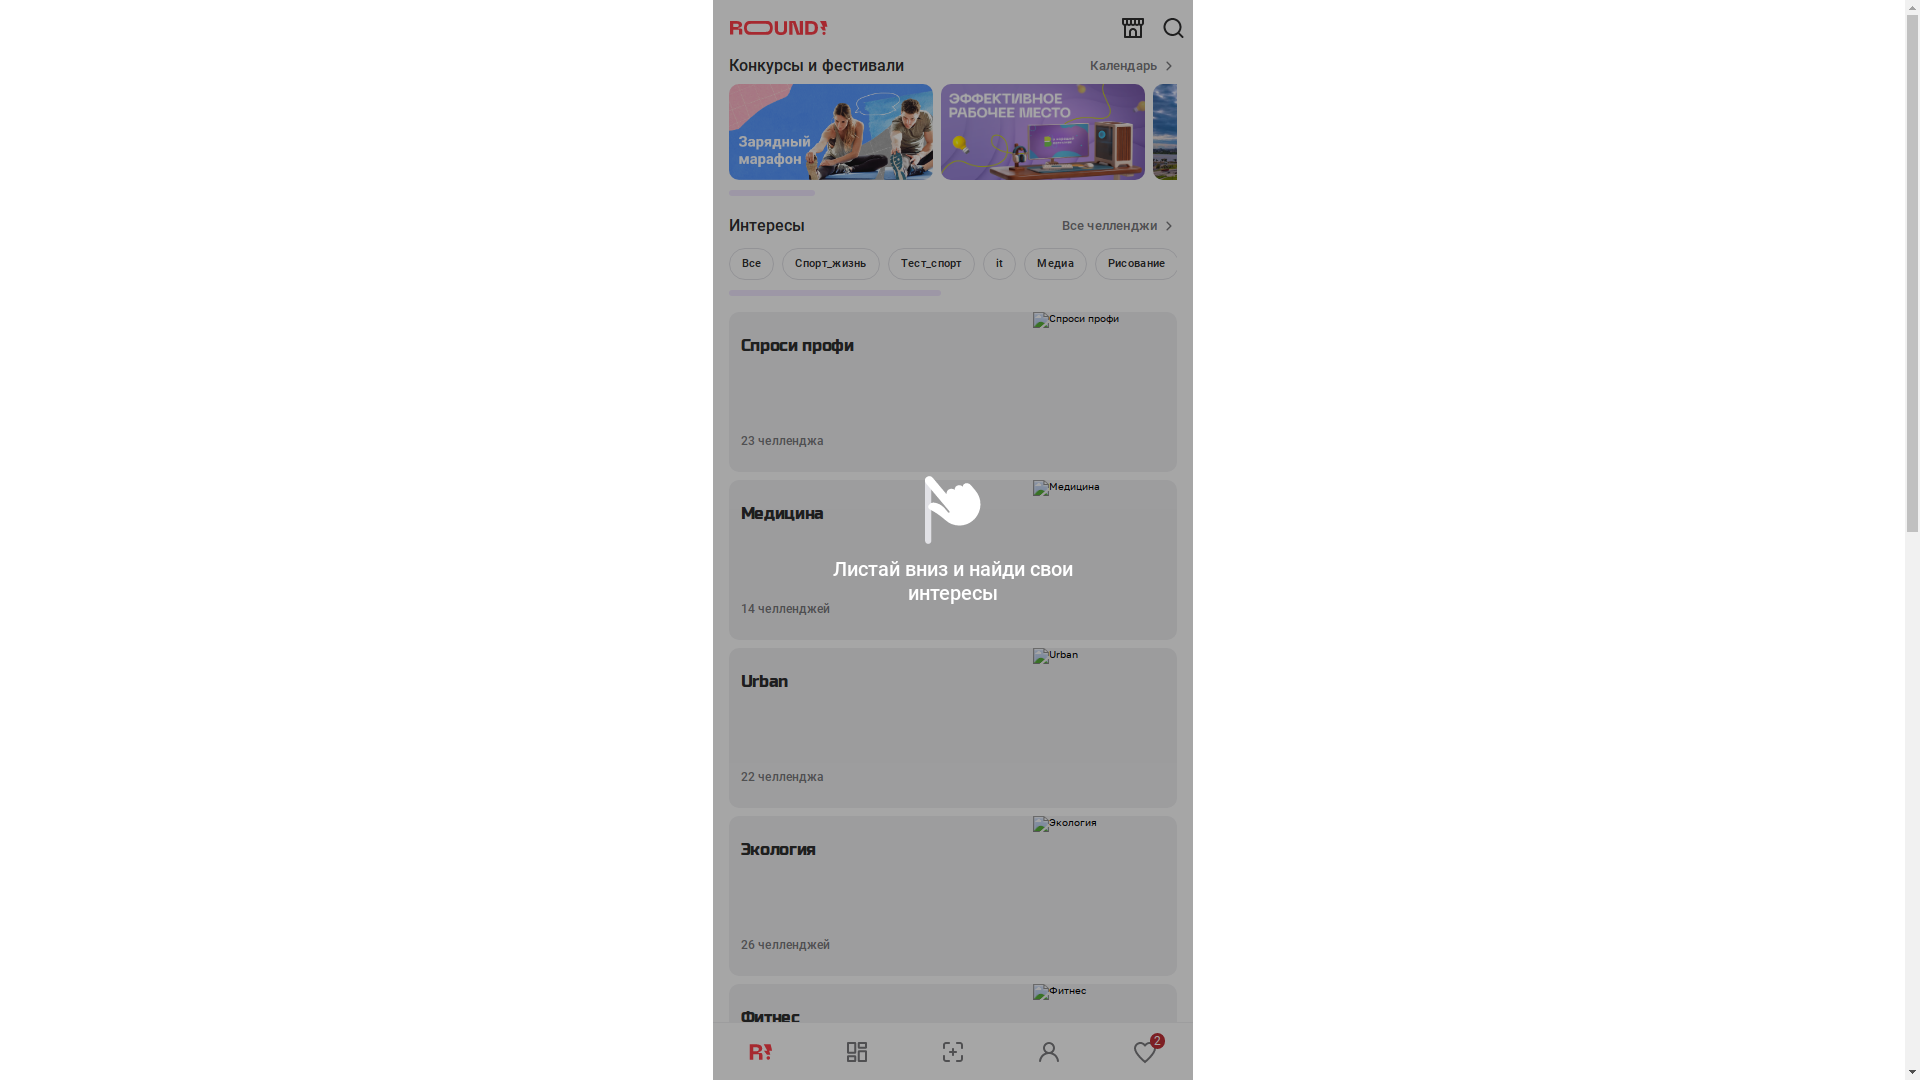 ROUND!
Конкурсы и фестивали
Календарь
Зарядный
марафон
ЭФФЕКТИВНОЕ
РАБОЧЕЕ МЕСТО
Интересы
Все челленджи
Все
Спорт_жизнь
Тест_спорт
it
Медиа
Рисование
Спроси профи
Спроси профи
23 челленджа
Медицина
Медицина
Листай вниз и найди свои
интересы
14 челленджей
Urban
Urban
22 челленджа
Экология
Экология
26 челленджей
Фитнес
Фитнес
R!
2